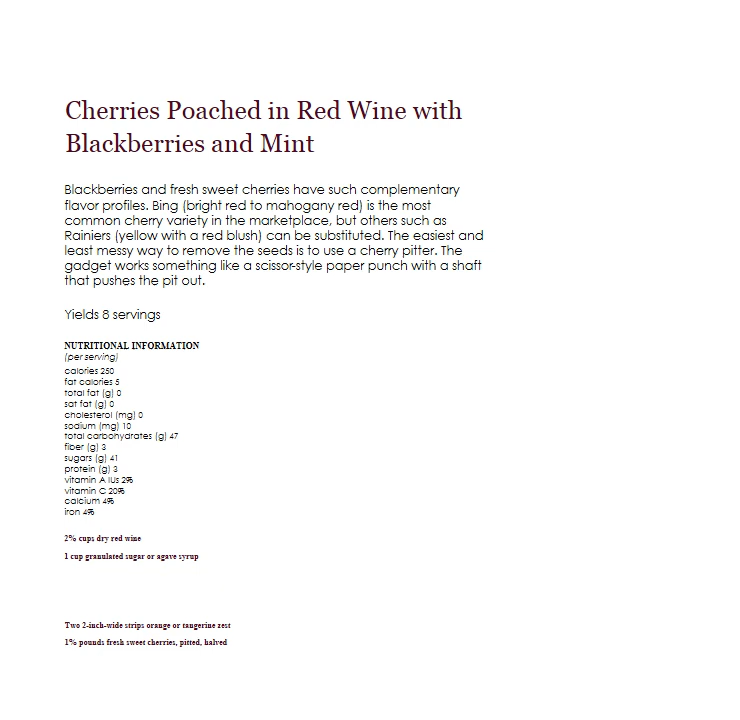 Cherries Poached in Red Wine with
Blackberries and Mint
Blackberries and fresh sweet cherries have such complementary
flavor profiles. Bing (bright red to mahogany red) is the most
common cherry variety in the marketplace, but others such as
Rainiers (yellow with a red blush) can be substituted. The easiest and
least messy way to remove the seeds is to use a cherry pitter. The
gadget works something like a scissor-style paper punch with a shaft
that pushes the pit out.
Yields 8 servings
NUTRITIONAL INFORMATION
(per serving)
calories 250
fat calories 5
total fat (g) 0
sat fat (g) 0
cholesterol (mg) 0
sodium (mg) 10
total carbohydrates (g) 47
fiber (g) 3
sugars (g) 41
protein (g) 3
vitamin A IUs 2%
vitamin C 20%
calcium 4%
iron 4%
2% cups dry red wine
1 cup granulated sugar or agave syrup
Two 2-inch-wide strips orange or tangerine zest
1% pounds fresh sweet cherries, pitted, halved